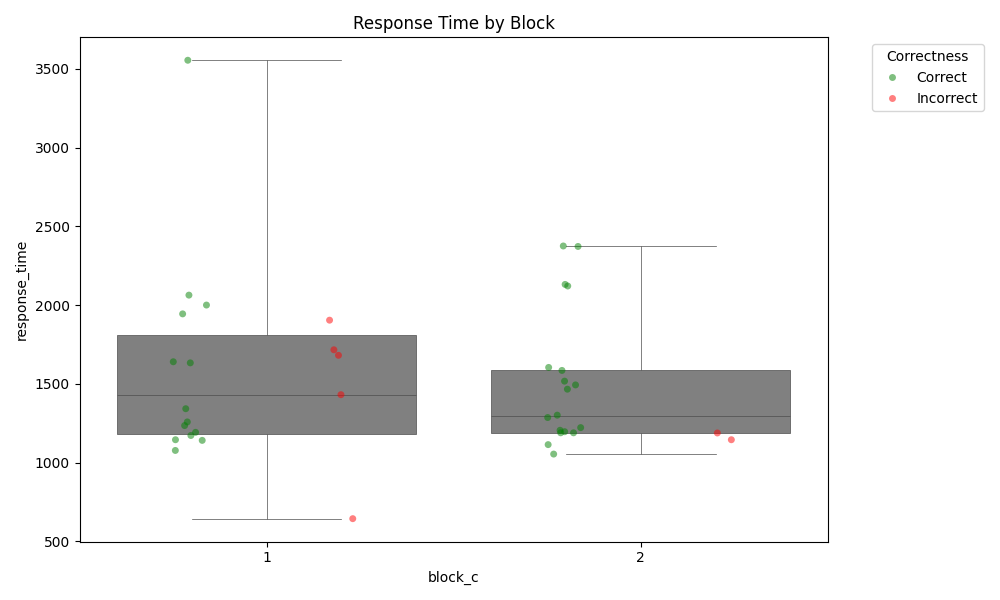 Response Time by Block
Correctness
Correct
Incorrect
response_time
3500
3000
2500
2000
1500
1000
500
1
2
block_c